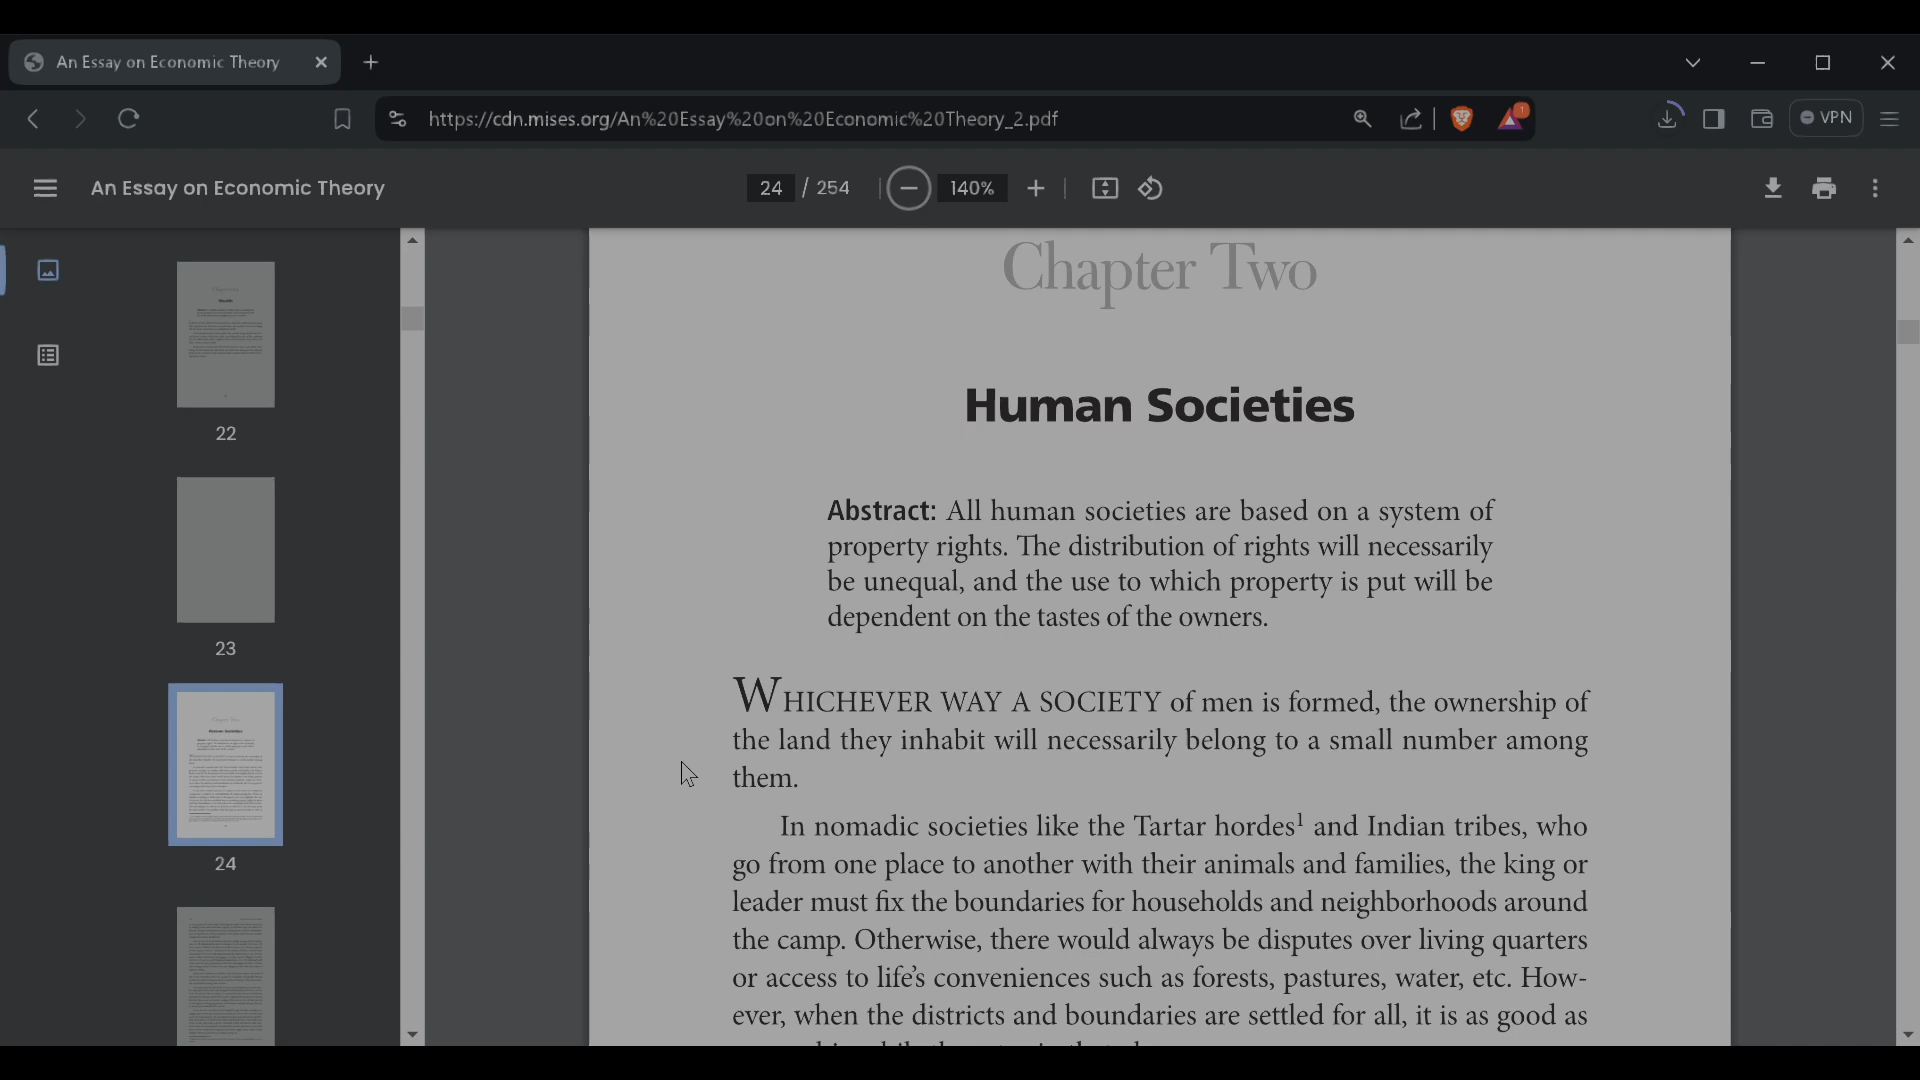 An Essay on Economic Theory
https://cdn.mises.org/An%20Essay%20on%20Economic%20Theory_2.pdf
1
VPN
An Essay on Economic Theory
24 / 254
140%
22
23
24
Chapter Two
Human Societies
Abstract: All human societies are based on a system of
property rights. The distribution of rights will necessarily
be unequal, and the use to which property is put will be
dependent on the tastes of the owners.
WHICHEVER WAY A SOCIETY of men is formed, the ownership of
the land they inhabit will necessarily belong to a small number among
them.
In nomadic societies like the Tartar hordes1 and Indian tribes, who
go from one place to another with their animals and families, the king or
leader must fix the boundaries for households and neighborhoods around
the camp. Otherwise, there would always be disputes over living quarters
or access to life’s conveniences such as forests, pastures, water, etc. How-
ever, when the districts and boundaries are settled for all, it is as good as